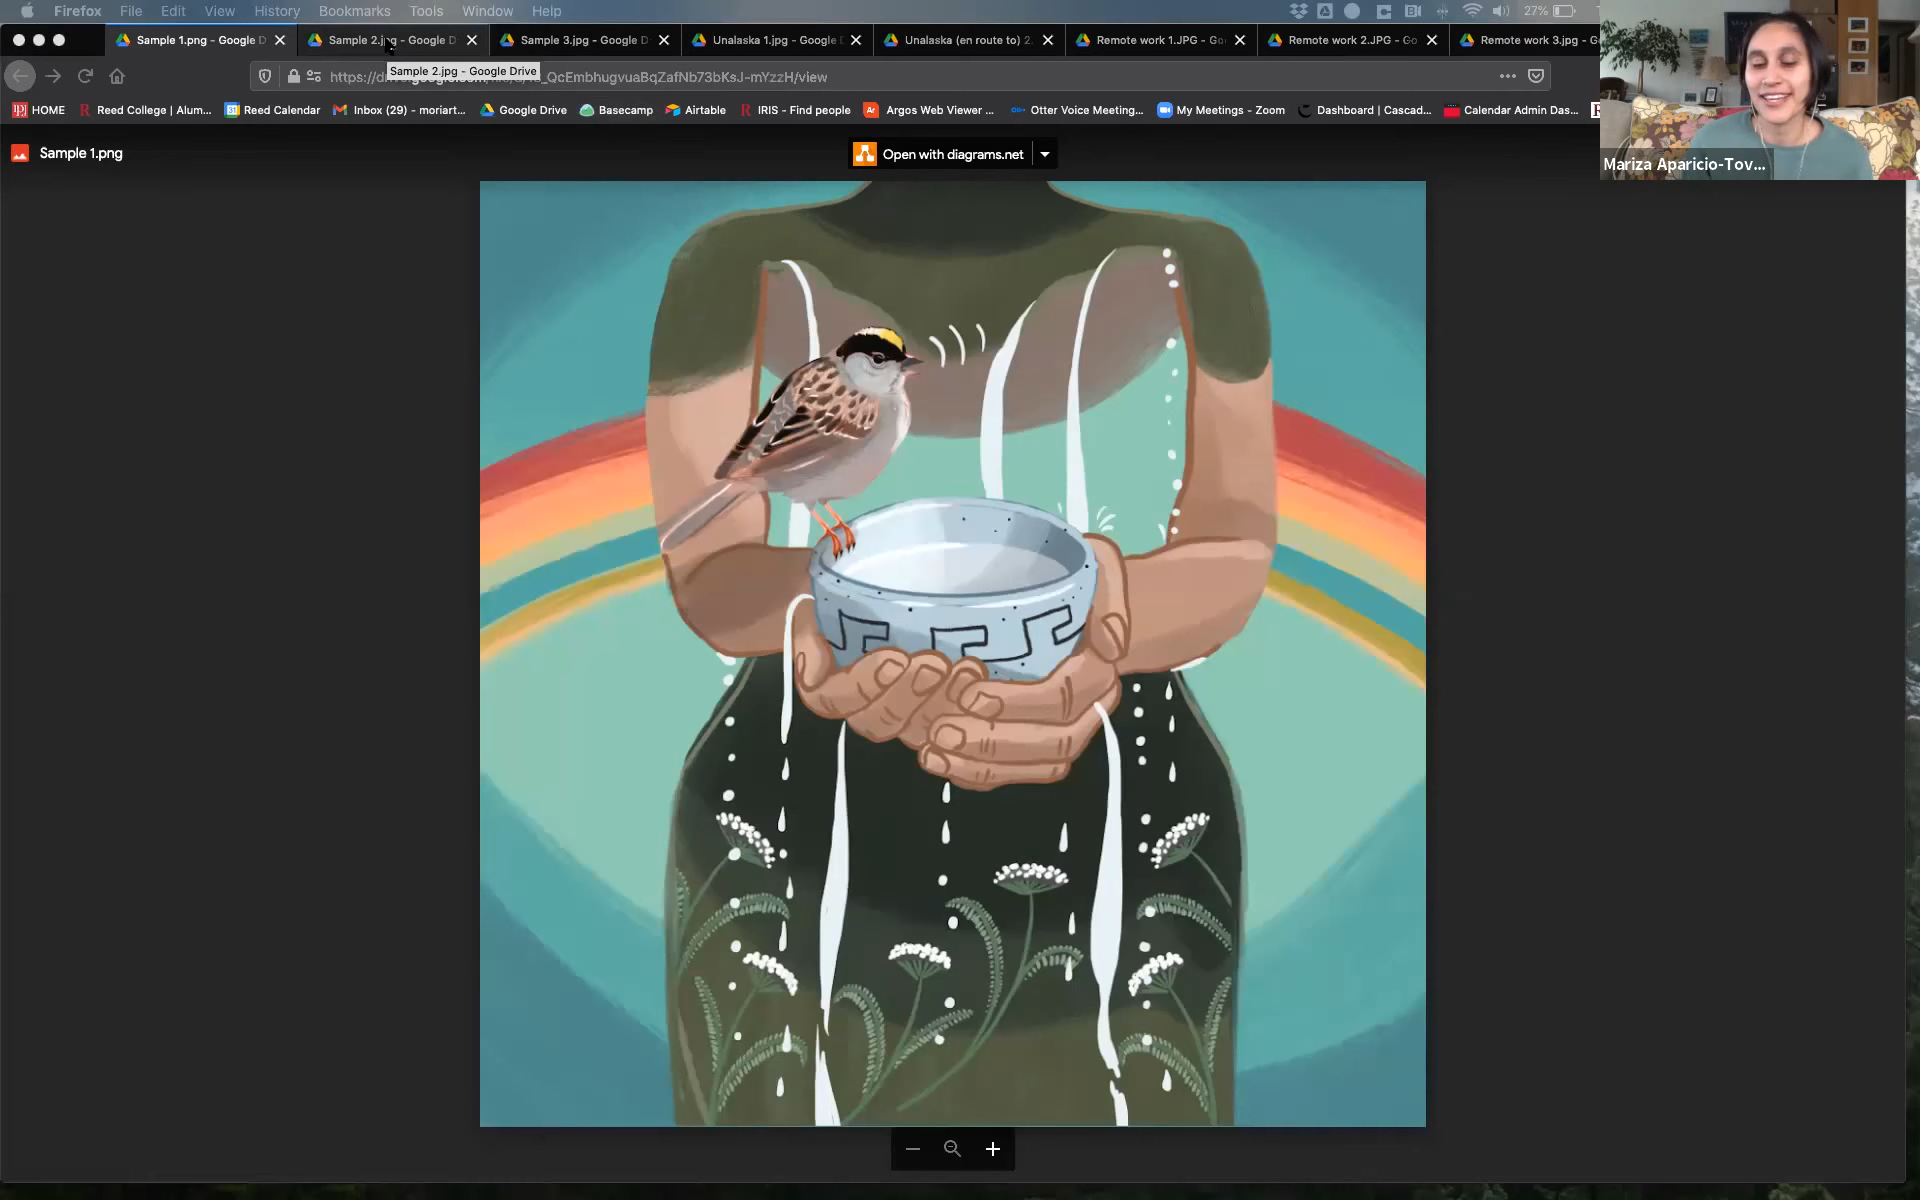 Firefox File Edit View History Bookmarks Tools Window Help 27%
Sample 1.png - Google D Sample 2.jpg - Google D Sample 3.jpg - Google D Unalaska 1.jpg - Google Unalaska (en route to) 2. Remote work 1.JPG - Go Remote work 2.JPG - Go Remote work 3.jpg - G
Sample 2.jpg - Google Drive
HOME Reed College | Alum... Reed Calendar Inbox (29) - moriart... Google Drive Basecamp Airtable IRIS - Find people Argos Web Viewer ... Otter Voice Meeting... My Meetings - Zoom Dashboard | Cascad... Calendar Admin Das...
Sample 1.png
Open with diagrams.net
Mariza Aparicio-Tov...